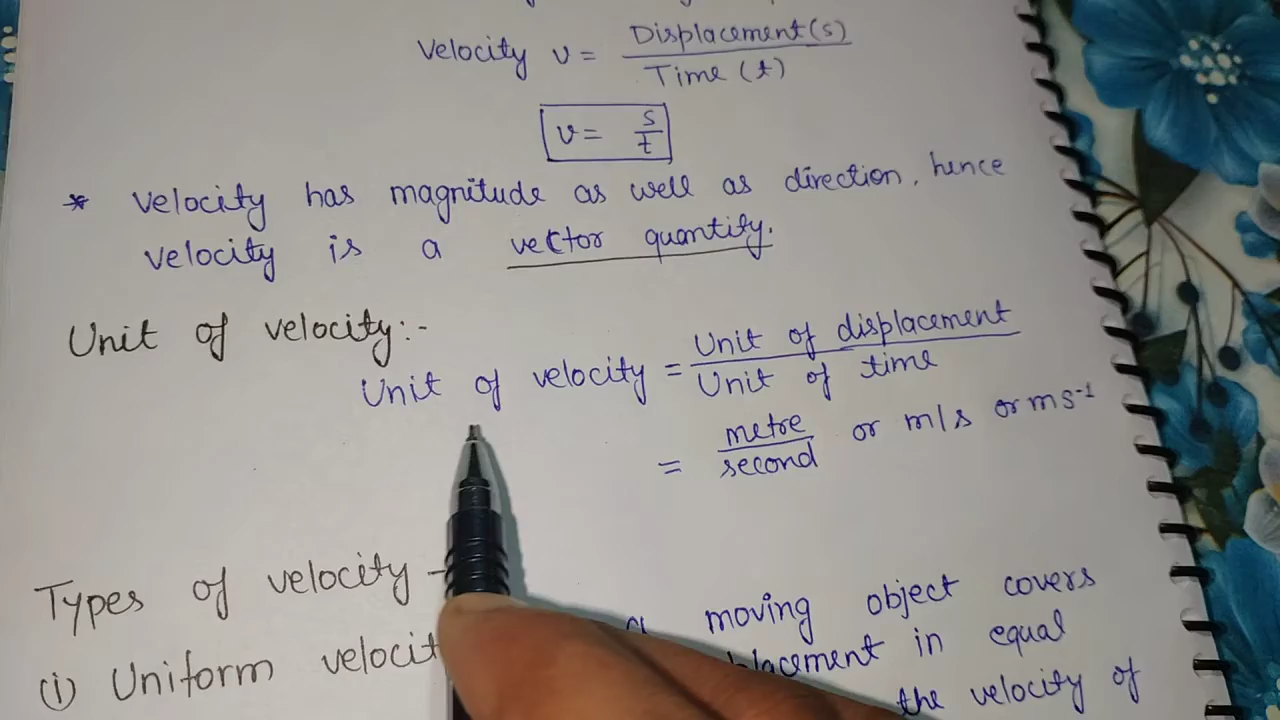 Velocity v = Displacement (s) / Time (t)
v = s/t
* Velocity has magnitude as well as direction, hence
velocity is a vector quantity.
Unit of velocity:-
Unit of velocity = Unit of displacement / Unit of time
= metre / second or m/s or ms⁻¹
Types of velocity -
(i) Uniform velocit moving object covers
placement in equal
the velocity of